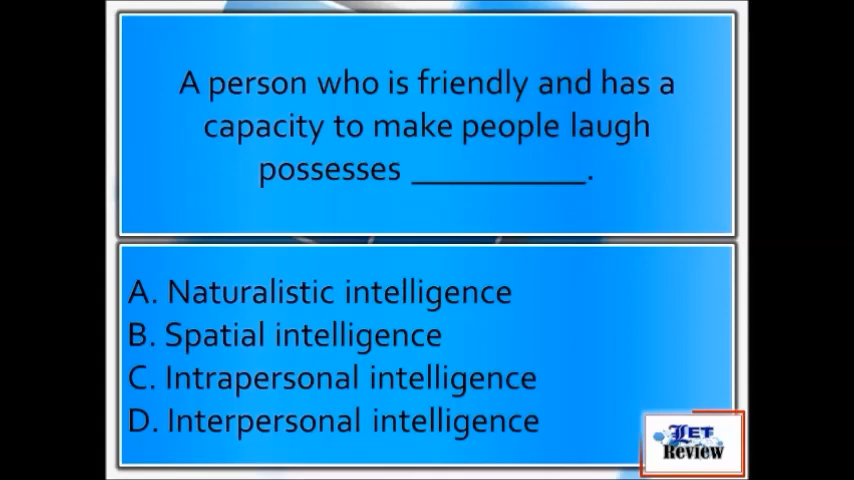 A person who is friendly and has a
capacity to make people laugh
possesses __________.
A. Naturalistic intelligence
B. Spatial intelligence
C. Intrapersonal intelligence
D. Interpersonal intelligence
LET
Review